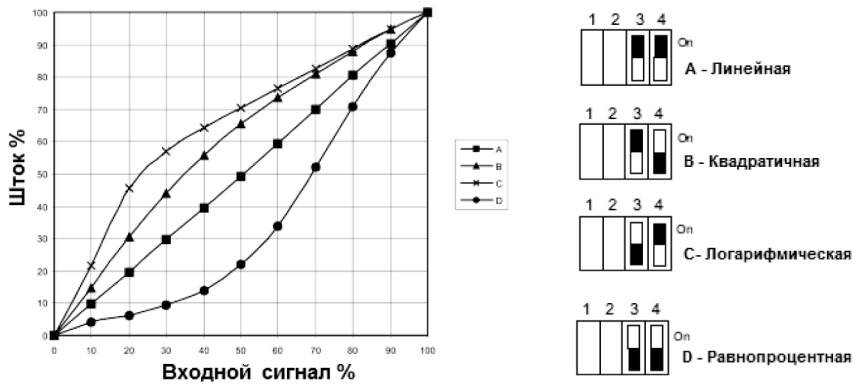 Шток %
100
90
80
70
60
50
40
30
20
10
0
0 10 20 30 40 50 60 70 80 90 100
Входной сигнал %
A
B
C
D
1 2 3 4
On
A - Линейная
1 2 3 4
On
B - Квадратичная
1 2 3 4
On
C- Логарифмическая
1 2 3 4
On
D - Равнопроцентная